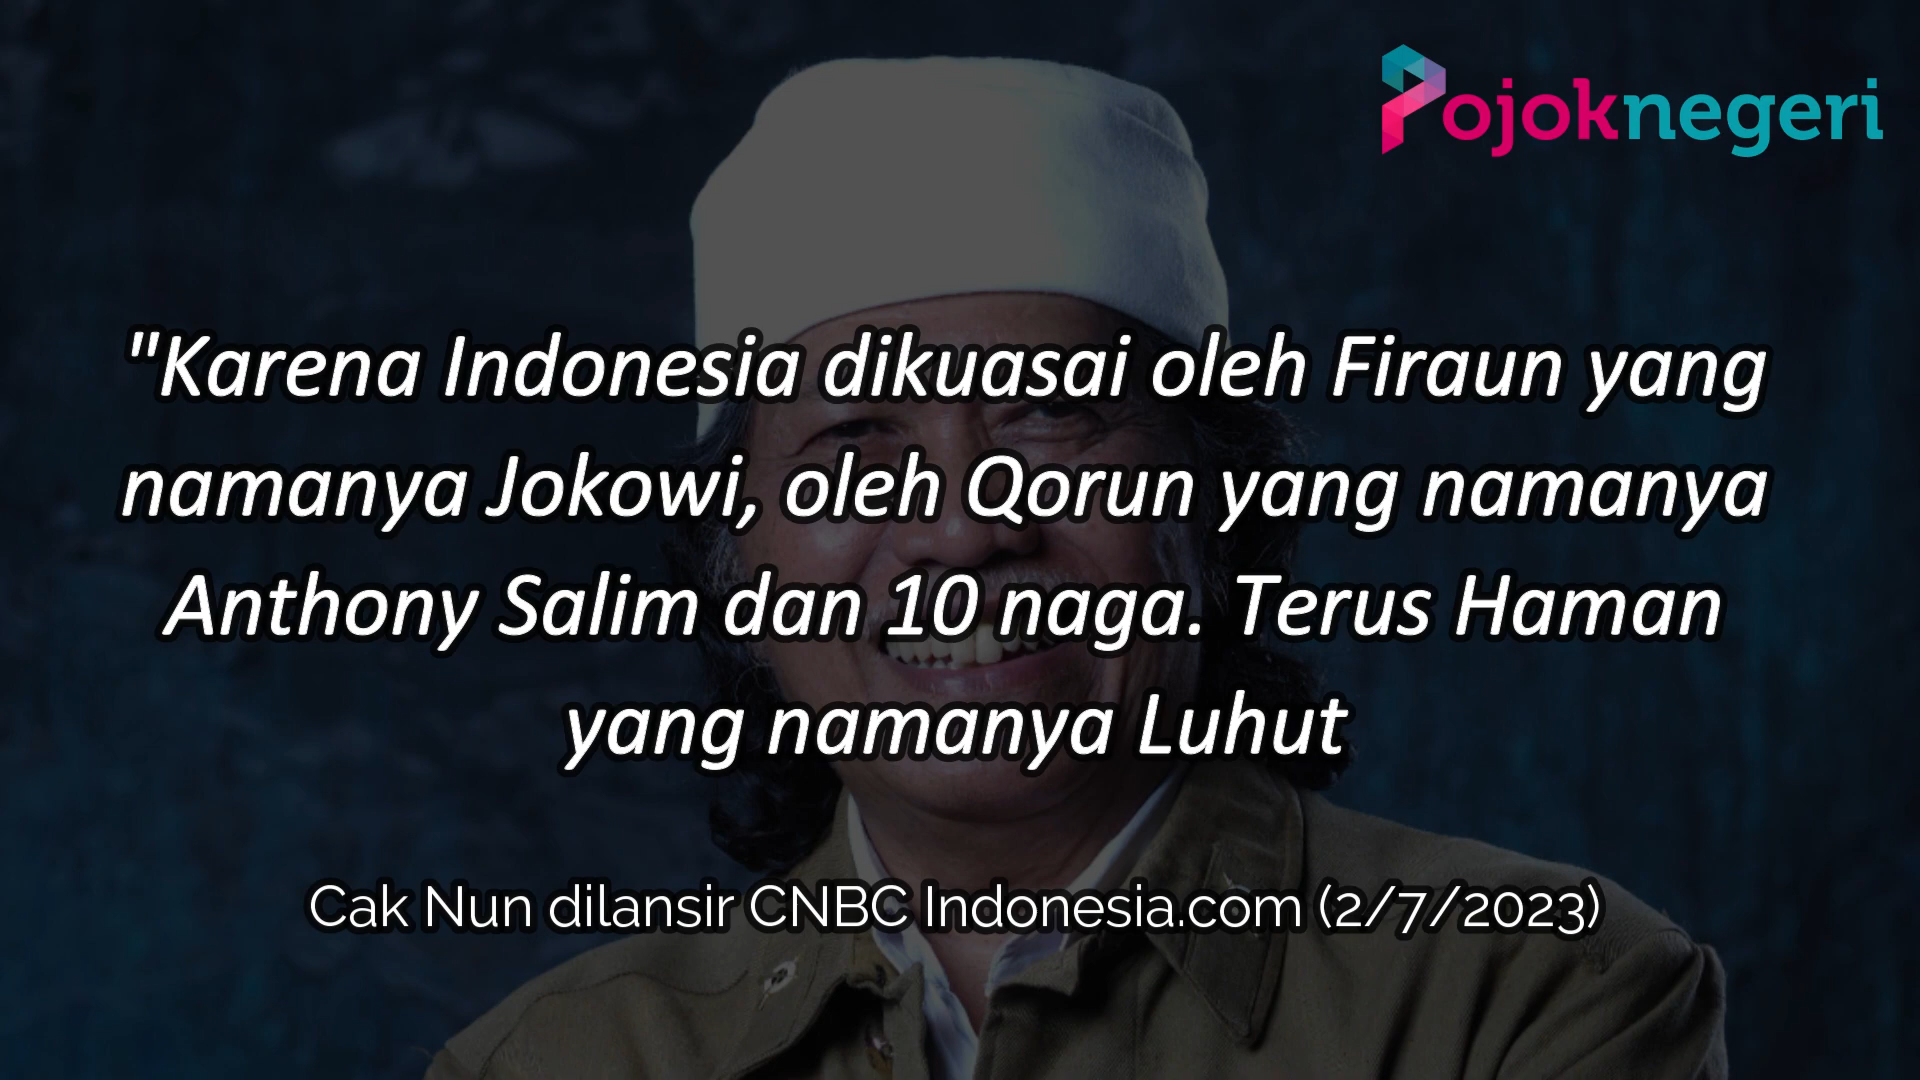 Pojoknegeri
"Karena Indonesia dikuasai oleh Firaun yang
namanya Jokowi, oleh Qorun yang namanya
Anthony Salim dan 10 naga. Terus Haman
yang namanya Luhut
Cak Nun dilansir CNBC Indonesia.com (2/7/2023)